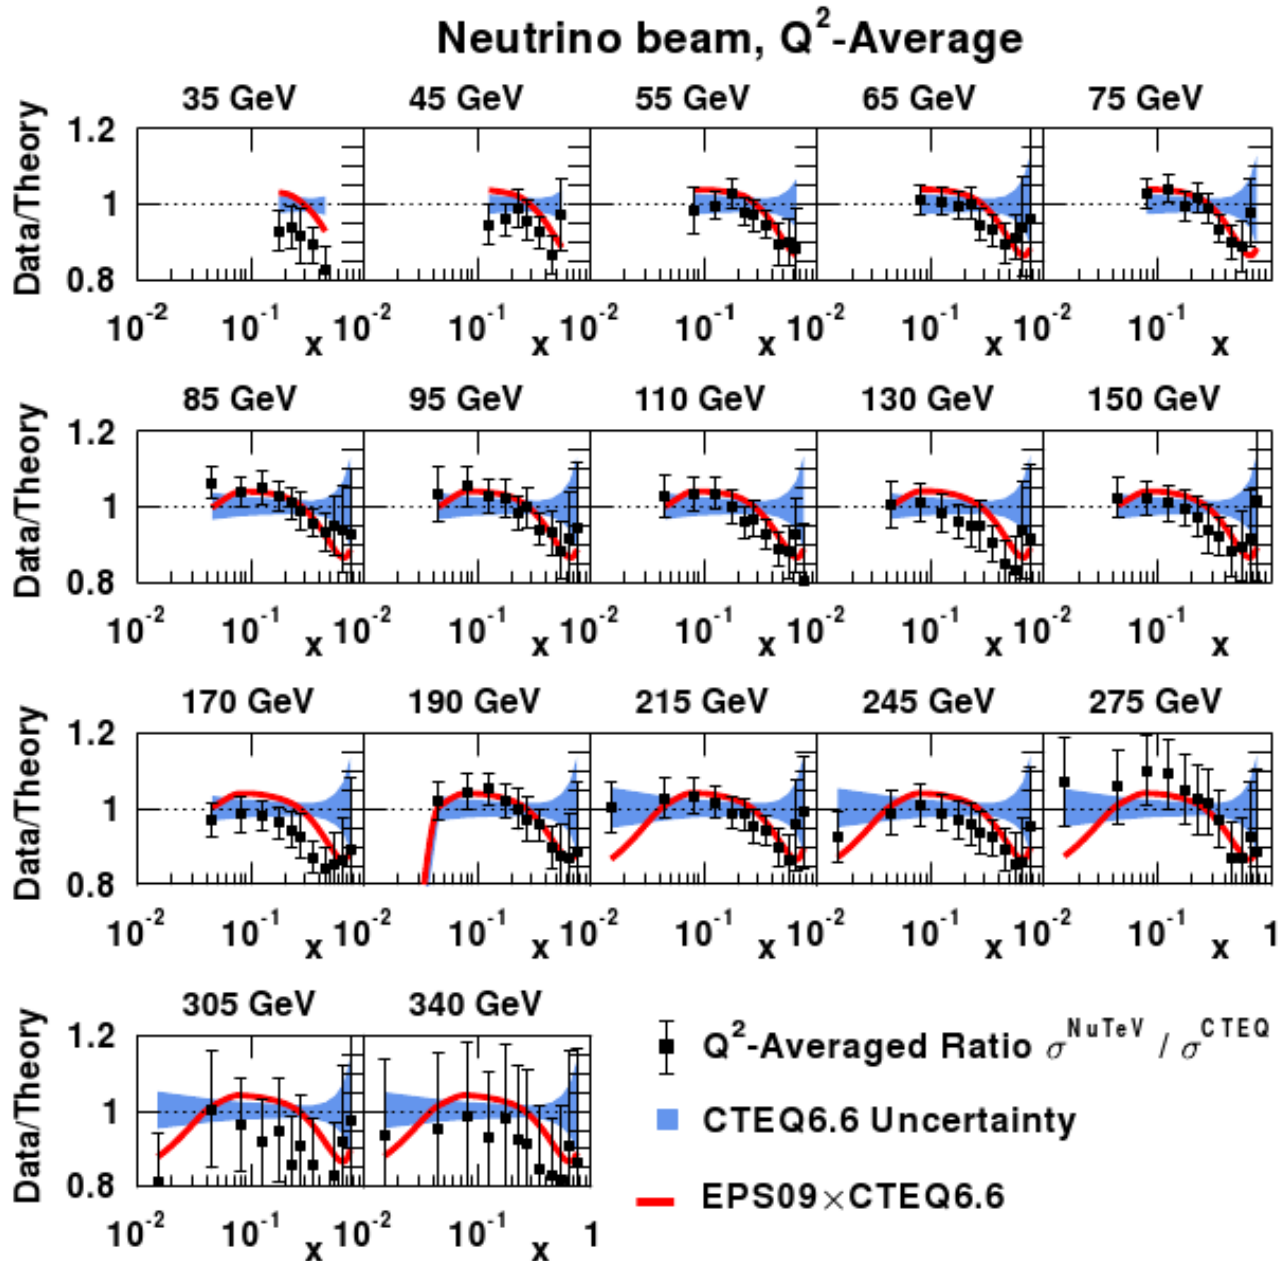 Neutrino beam, Q²-Average
35 GeV 45 GeV 55 GeV 65 GeV 75 GeV
Data/Theory
1.2
1
0.8
10⁻² 10⁻¹ 10⁻² 10⁻¹ 10⁻² 10⁻¹ 10⁻² 10⁻¹ 10⁻² 10⁻¹
x x x x x
85 GeV 95 GeV 110 GeV 130 GeV 150 GeV
Data/Theory
1.2
1
0.8
10⁻² 10⁻¹ 10⁻² 10⁻¹ 10⁻² 10⁻¹ 10⁻² 10⁻¹ 10⁻² 10⁻¹
x x x x x
170 GeV 190 GeV 215 GeV 245 GeV 275 GeV
Data/Theory
1.2
1
0.8
10⁻² 10⁻¹ 10⁻² 10⁻¹ 10⁻² 10⁻¹ 10⁻² 10⁻¹ 10⁻² 10⁻¹ 1
x x x x x
305 GeV 340 GeV
Data/Theory
1.2
1
0.8
10⁻² 10⁻¹ 10⁻² 10⁻¹ 1
x x
Q²-Averaged Ratio σ^NuTeV / σ^CTEQ
CTEQ6.6 Uncertainty
EPS09×CTEQ6.6